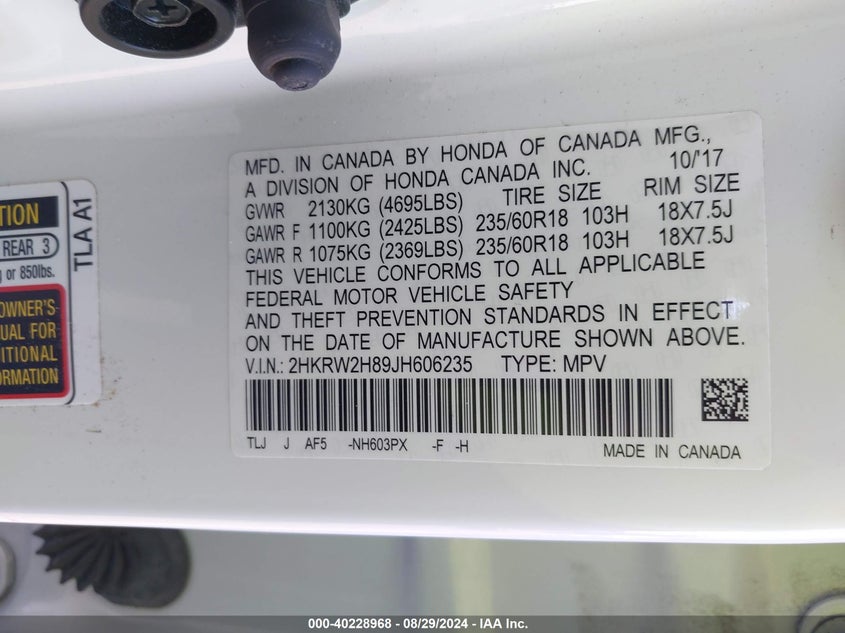 TION
REAR 3
g or 850lbs.
OWNER'S
UAL FOR
ITIONAL
ORMATION
TLA A1
MFD. IN CANADA BY HONDA OF CANADA MFG.,
A DIVISION OF HONDA CANADA INC. 10/'17
GVWR 2130KG (4695LBS) TIRE SIZE RIM SIZE
GAWR F 1100KG (2425LBS) 235/60R18 103H 18X7.5J
GAWR R 1075KG (2369LBS) 235/60R18 103H 18X7.5J
THIS VEHICLE CONFORMS TO ALL APPLICABLE
FEDERAL MOTOR VEHICLE SAFETY
AND THEFT PREVENTION STANDARDS IN EFFECT
ON THE DATE OF MANUFACTURE SHOWN ABOVE.
V.I.N.: 2HKRW2H89JH606235 TYPE: MPV
TLJ J AF5 -NH603PX -F -H MADE IN CANADA
000-40228968 - 08/29/2024 - IAA Inc.